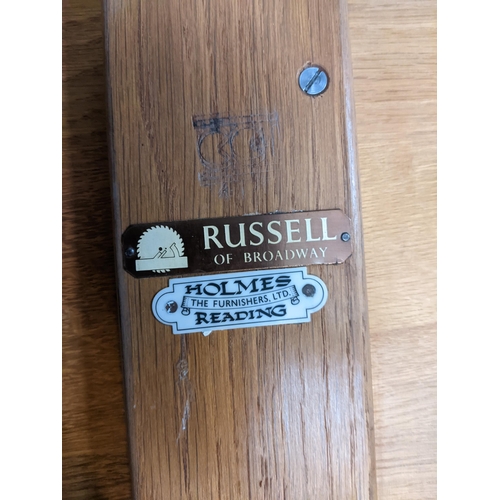 RUSSELL
OF BROADWAY
HOLMES
THE FURNISHERS, LTD.
READING